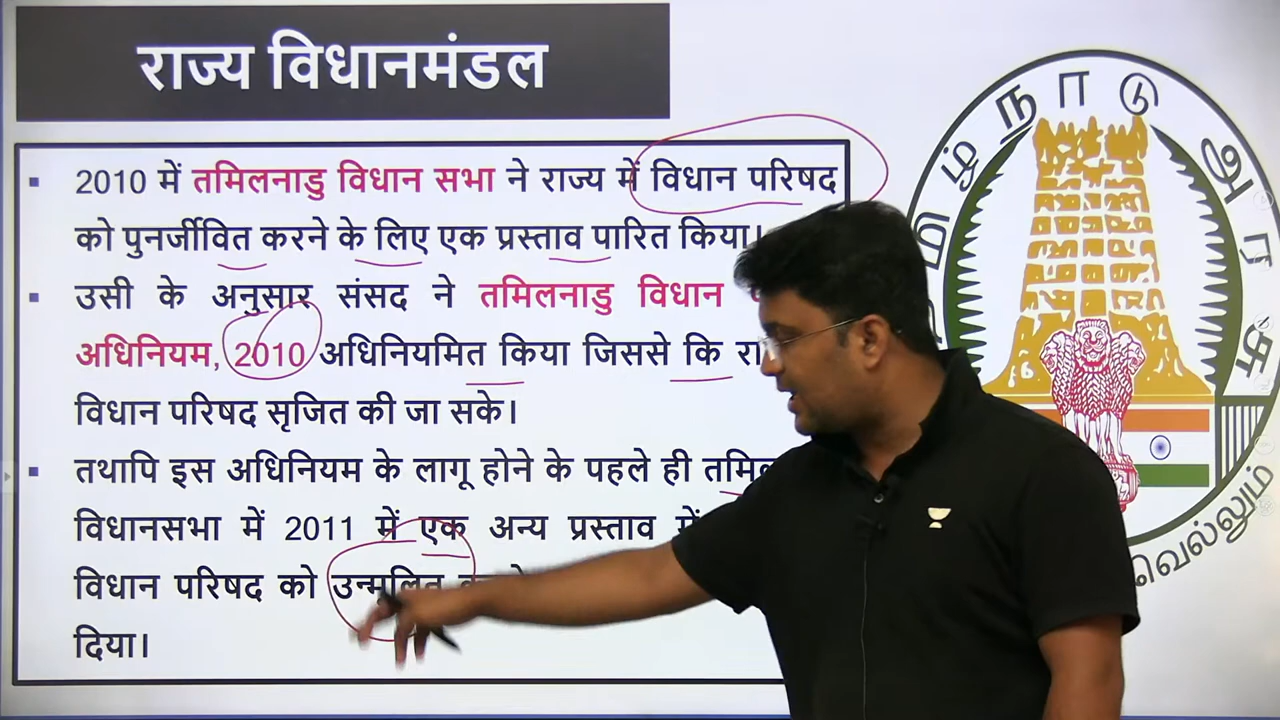 राज्य विधानमंडल
▪ 2010 में तमिलनाडु विधान सभा ने राज्य में विधान परिषद
को पुनर्जीवित करने के लिए एक प्रस्ताव पारित किया।
▪ उसी के अनुसार संसद ने तमिलनाडु विधान
अधिनियम, 2010 अधिनियमित किया जिससे कि
विधान परिषद सृजित की जा सके।
▪ तथापि इस अधिनियम के लागू होने के पहले ही
विधानसभा में 2011 में एक अन्य प्रस्ताव में
विधान परिषद को उन्मूलित
दिया।